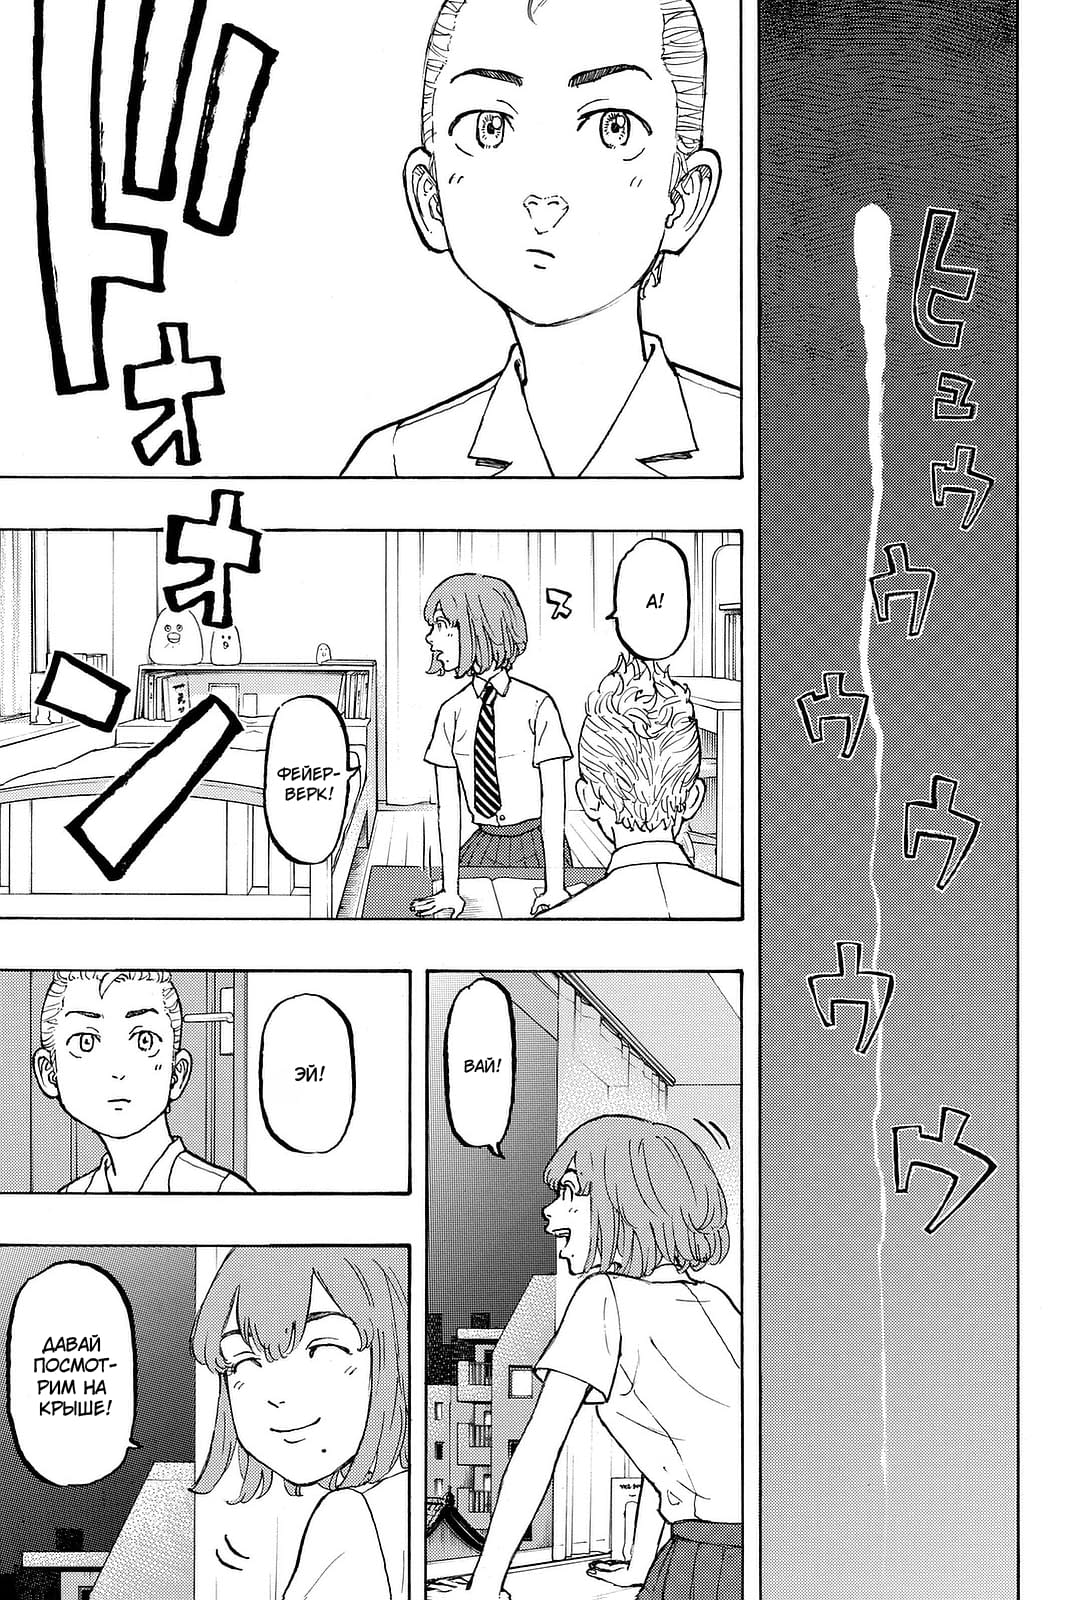 ヒュウウウウウウ
ドォォン
ス
А!
ФЕЙЕР-
ВЕРК!
ВАЙ!
ЭЙ!
ДАВАЙ
ПОСМОТ-
РИМ НА
КРЫШЕ!